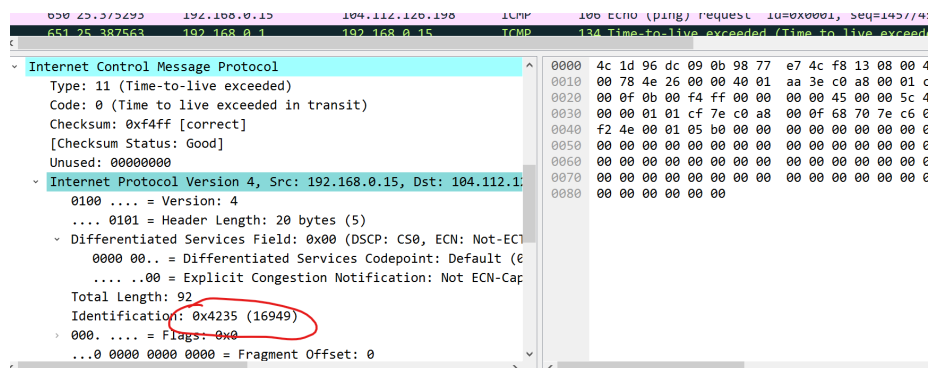 650 25.375293 192.168.0.15 104.112.126.198 ICMP 106 Echo (ping) request id=0x0001, seq=1457/4
651 25.387563 192.168.0.1 192.168.0.15 ICMP 134 Time-to-live exceeded (Time to live exceed
Internet Control Message Protocol
Type: 11 (Time-to-live exceeded)
Code: 0 (Time to live exceeded in transit)
Checksum: 0xf4ff [correct]
[Checksum Status: Good]
Unused: 00000000
Internet Protocol Version 4, Src: 192.168.0.15, Dst: 104.112.1
0100 .... = Version: 4
.... 0101 = Header Length: 20 bytes (5)
Differentiated Services Field: 0x00 (DSCP: CS0, ECN: Not-ECT
0000 00.. = Differentiated Services Codepoint: Default (
.... ..00 = Explicit Congestion Notification: Not ECN-Cap
Total Length: 92
Identification: 0x4235 (16949)
000. .... = Flags: 0x0
...0 0000 0000 0000 = Fragment Offset: 0
0000 4c 1d 96 dc 09 0b 98 77 e7 4c f8 13 08 00 4
0010 00 78 4e 26 00 00 40 01 aa 3e c0 a8 00 01 c
0020 00 0f 0b 00 f4 ff 00 00 00 00 45 00 00 5c 4
0030 00 00 01 01 cf 7e c0 a8 00 0f 68 70 7e c6 0
0040 f2 4e 00 01 05 b0 00 00 00 00 00 00 00 00 0
0050 00 00 00 00 00 00 00 00 00 00 00 00 00 00 0
0060 00 00 00 00 00 00 00 00 00 00 00 00 00 00 0
0070 00 00 00 00 00 00 00 00 00 00 00 00 00 00 0
0080 00 00 00 00 00 00